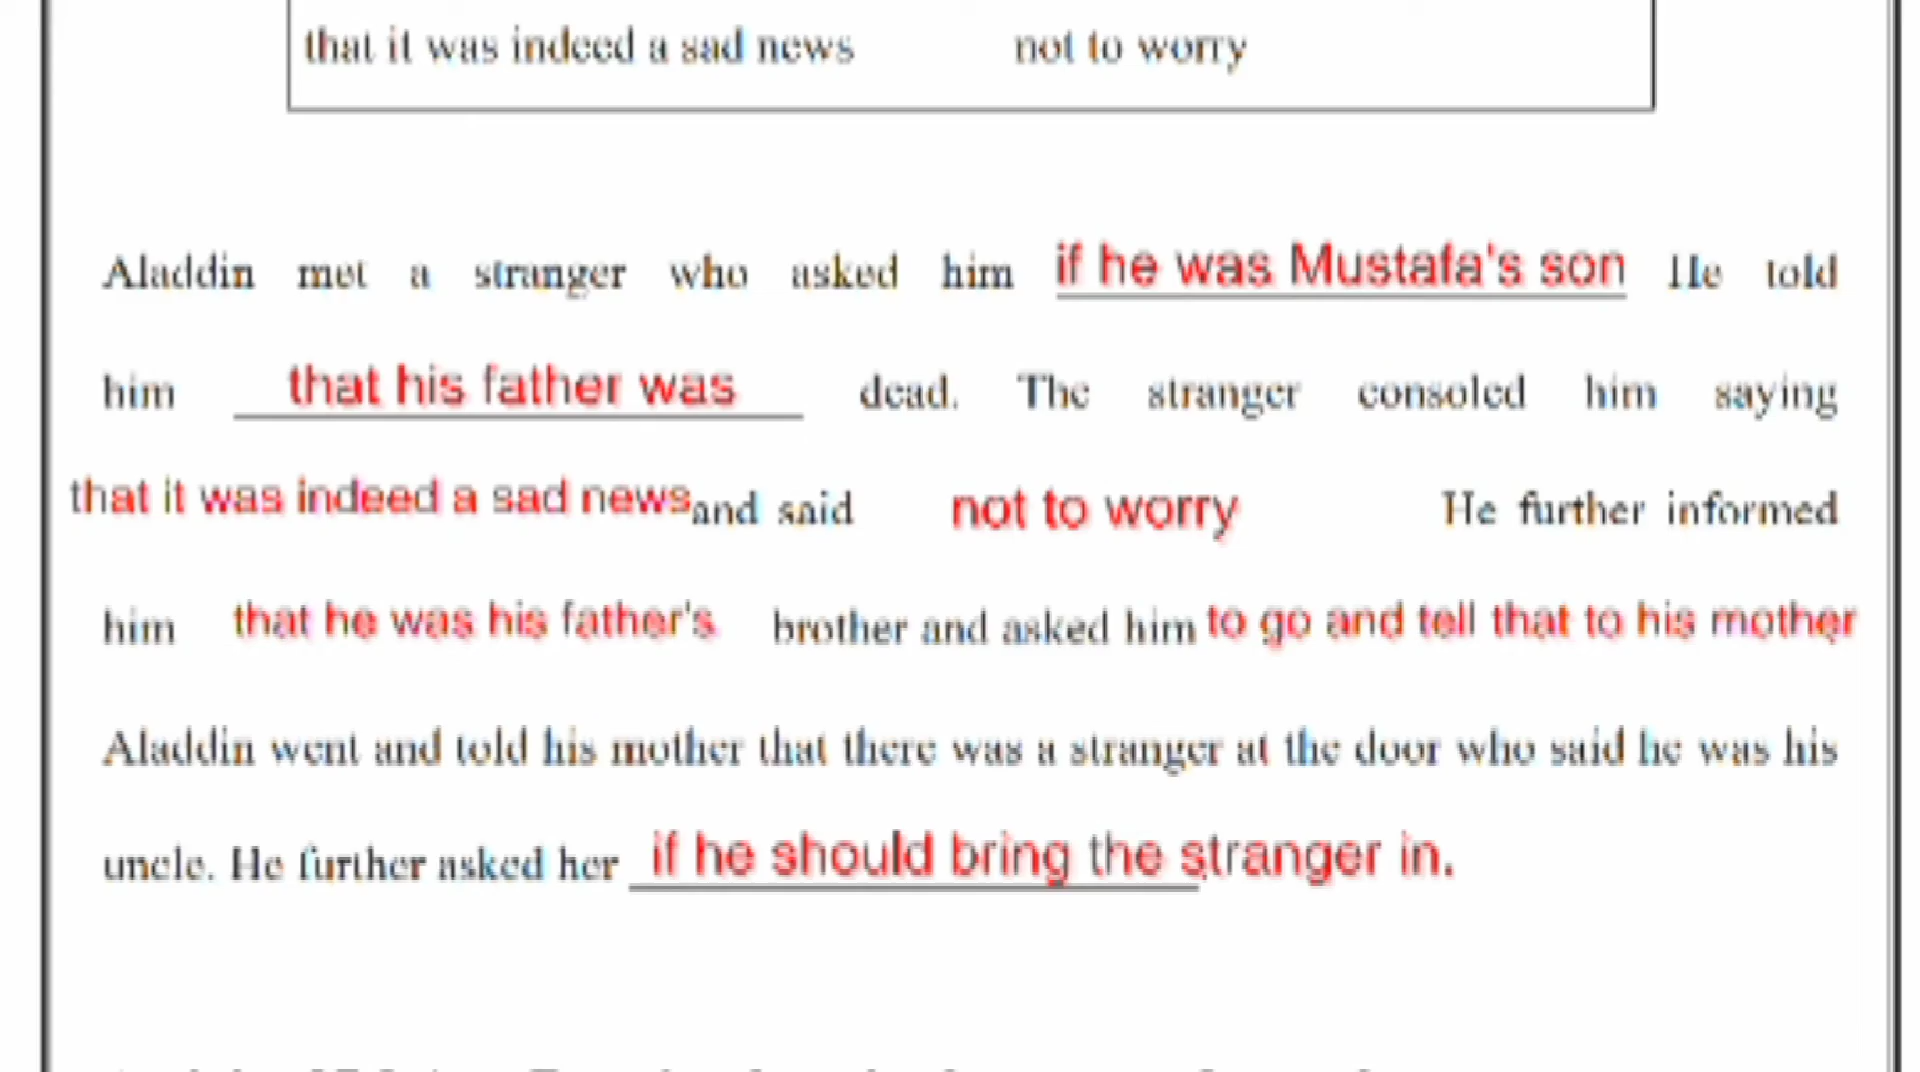 that it was indeed a sad news not to worry
Aladdin met a stranger who asked him if he was Mustafa's son He told
him that his father was dead. The stranger consoled him saying
that it was indeed a sad news and said not to worry He further informed
him that he was his father's brother and asked him to go and tell that to his mother
Aladdin went and told his mother that there was a stranger at the door who said he was his
uncle. He further asked her if he should bring the stranger in.